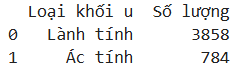 Loại khối u Số lượng
0 Lành tính 3858
1 Ác tính 784